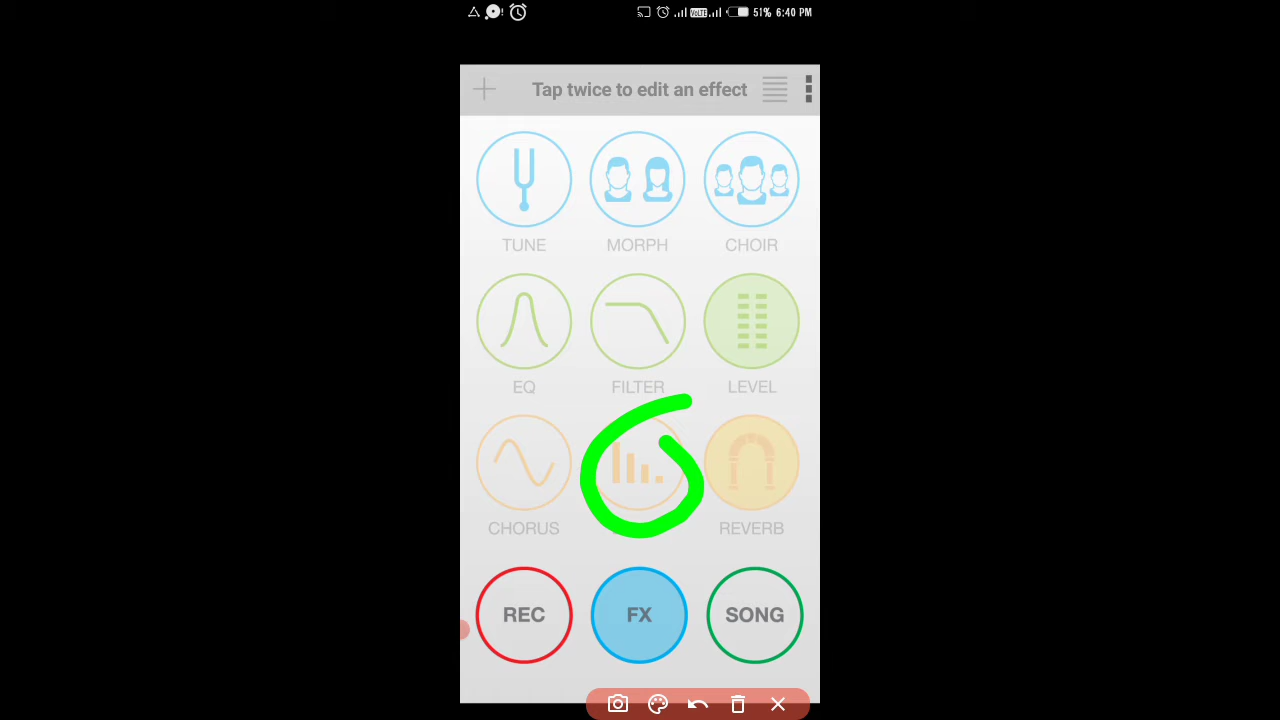 VoLTE 51% 6:40 PM
Tap twice to edit an effect
TUNE MORPH CHOIR
EQ FILTER LEVEL
CHORUS REVERB
REC FX SONG